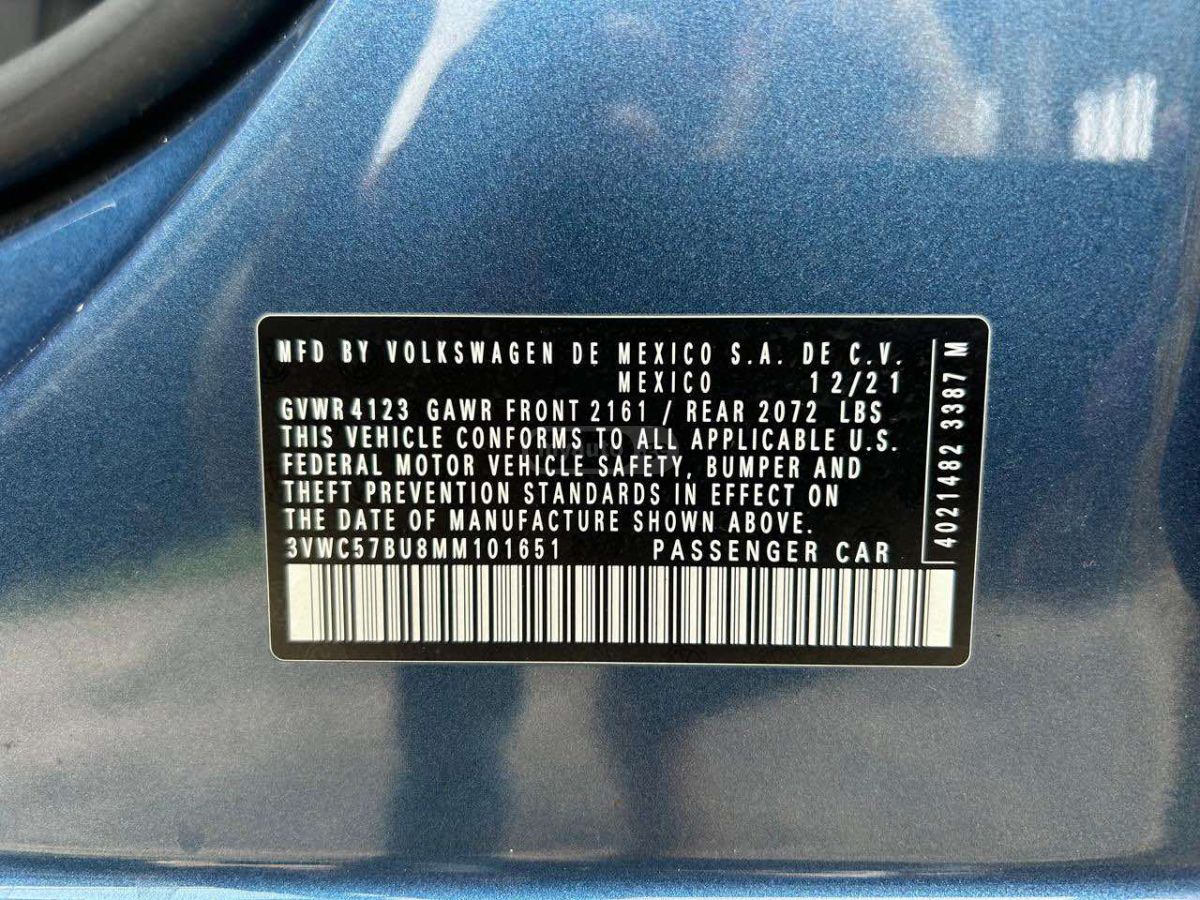 MFD BY VOLKSWAGEN DE MEXICO S.A. DE C.V.
MEXICO 12/21
GVWR 4123 GAWR FRONT 2161 / REAR 2072 LBS
THIS VEHICLE CONFORMS TO ALL APPLICABLE U.S.
FEDERAL MOTOR VEHICLE SAFETY, BUMPER AND
THEFT PREVENTION STANDARDS IN EFFECT ON
THE DATE OF MANUFACTURE SHOWN ABOVE.
3VWC57BU8MM101651 PASSENGER CAR
4021482 3387 M